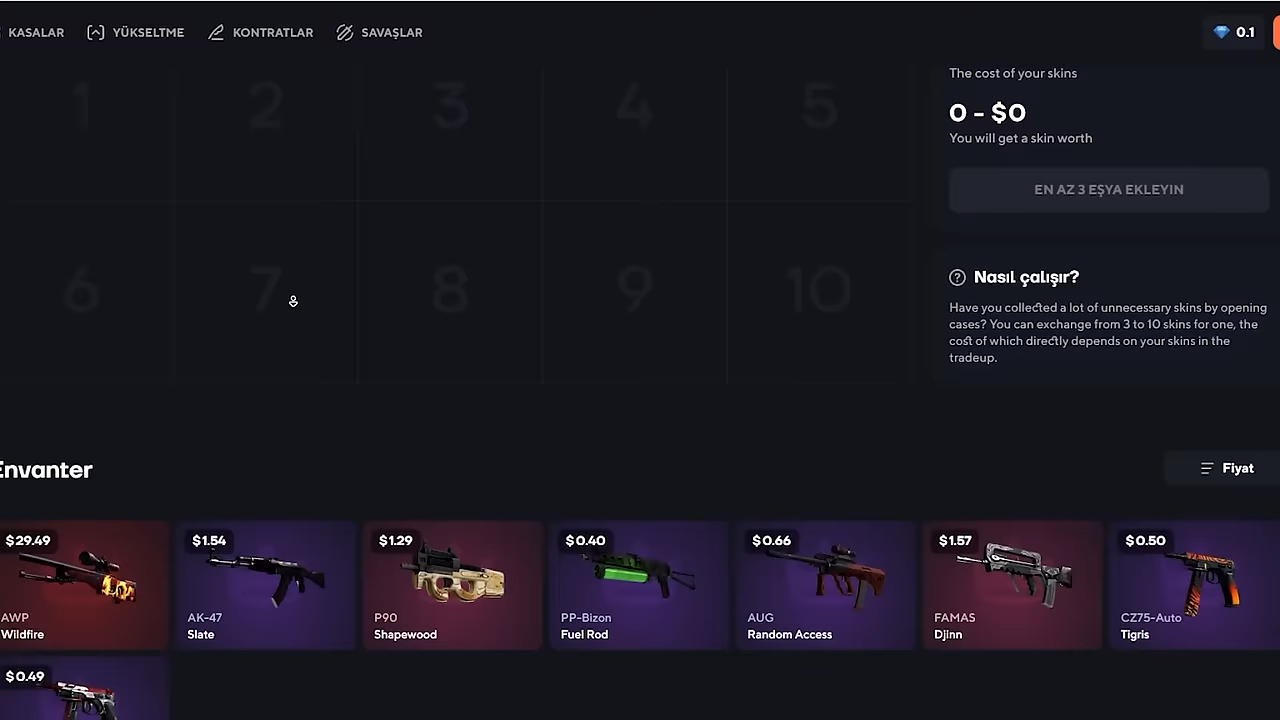 KASALAR
YÜKSELTME
KONTRATLAR
SAVAŞLAR
0.1
1
2
3
4
5
6
7
8
9
10
The cost of your skins
0 - $0
You will get a skin worth
EN AZ 3 EŞYA EKLEYIN
Nasıl çalışır?
Have you collected a lot of unnecessary skins by opening
cases? You can exchange from 3 to 10 skins for one, the
cost of which directly depends on your skins in the
tradeup.
Envanter
Fiyat
$29.49
AWP
Wildfire
$1.54
AK-47
Slate
$1.29
P90
Shapewood
$0.40
PP-Bizon
Fuel Rod
$0.66
AUG
Random Access
$1.57
FAMAS
Djinn
$0.50
CZ75-Auto
Tigris
$0.49